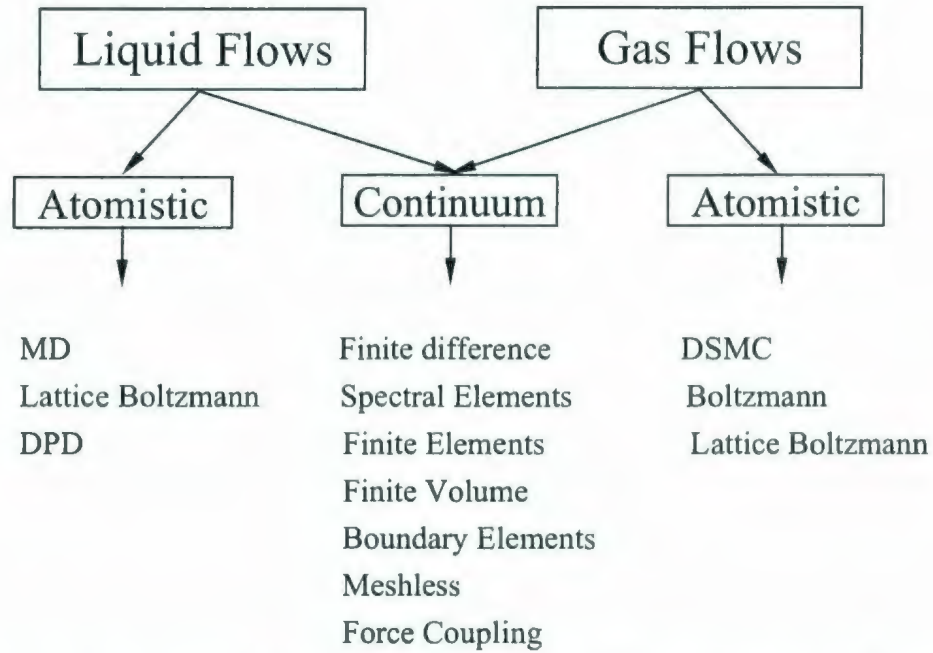 Liquid Flows
Gas Flows
Atomistic
Continuum
Atomistic
MD
Lattice Boltzmann
DPD
Finite difference
Spectral Elements
Finite Elements
Finite Volume
Boundary Elements
Meshless
Force Coupling
DSMC
Boltzmann
Lattice Boltzmann